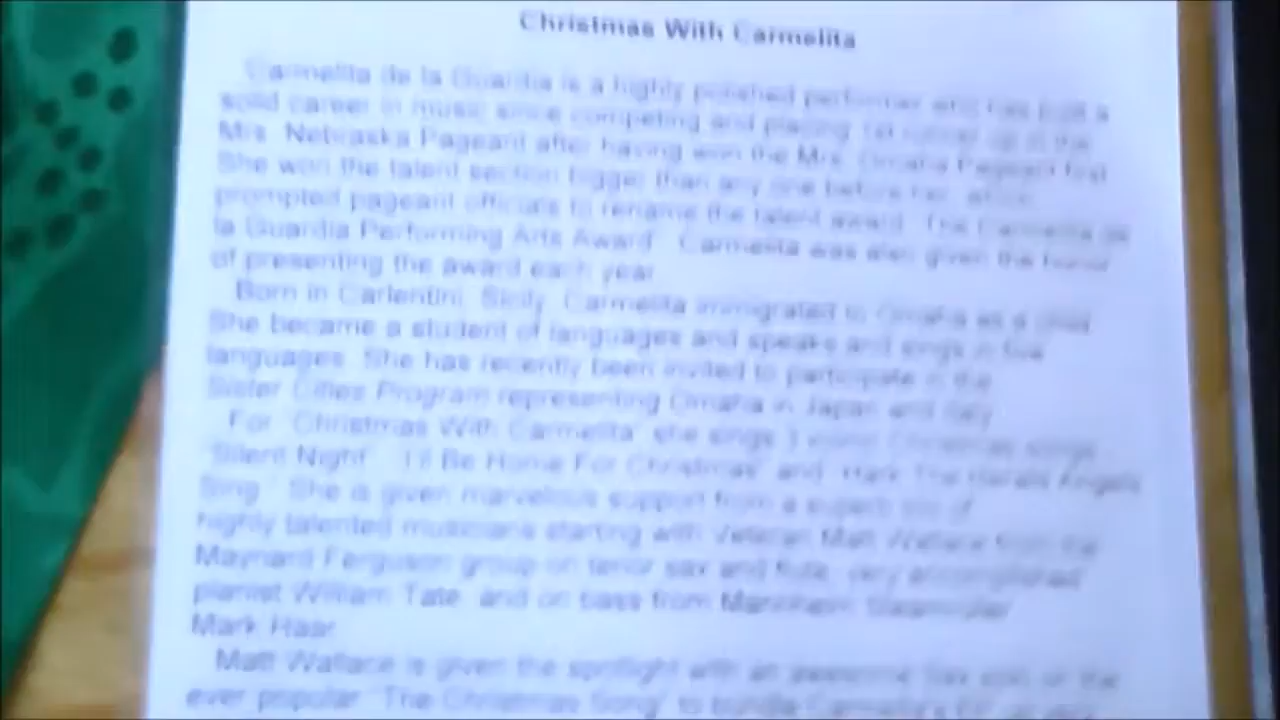 Christmas With Carmelita
Carmelita de la Guardia is a highly polished performer who has built a
solid career in music since competing and placing 1st runner up in the
Mrs. Nebraska Pageant after having won the Mrs. Omaha Pageant first.
She won the talent section bigger than any one before her, which
prompted pageant officials to rename the talent award The Carmelita de
la Guardia Performing Arts Award". Carmelita was also given the honor
of presenting the award each year.
Born in Carlentini, Sicily, Carmelita immigrated to Omaha as a child.
She became a student of languages and speaks and sings in five
languages. She has recently been invited to participate in the
Sister Cities Program representing Omaha in Japan and Italy.
For "Christmas With Carmelita" she sings 3 Christmas songs
"Silent Night", "I'll Be Home For Christmas" and "Hark The Herald Angels
Sing." She is given marvelous support from a superb trio of
highly talented musicians starting with Veteran Matt Wallace from the
Maynard Ferguson group on tenor sax and flute, very accomplished
pianist William Tate, and on bass from Mannheim Steamroller
Mark Haar.
Matt Wallace is given the spotlight with an awesome sax solo of the
ever popular "The Christmas Song" to Carmelita's